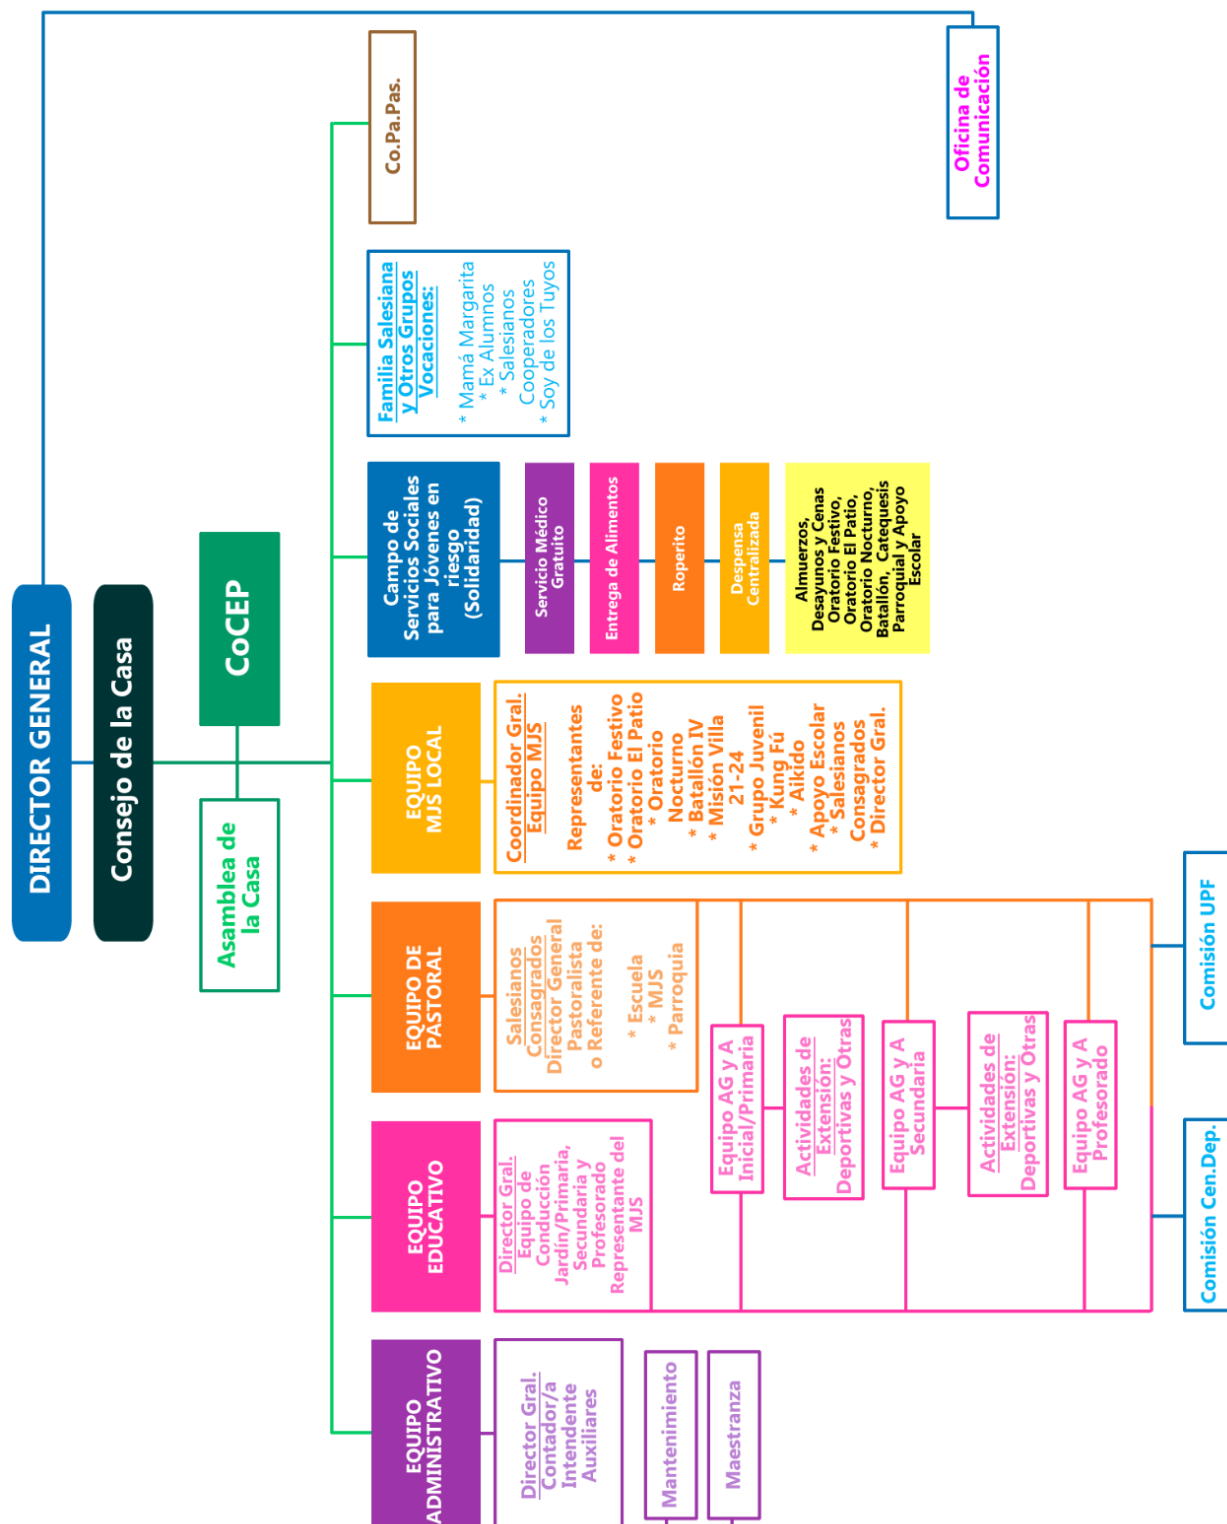 DIRECTOR GENERAL
Consejo de la Casa
Asamblea de
la Casa
CoCEP
EQUIPO
ADMINISTRATIVO
Director Gral.
Contador/a
Intendente
Auxiliares
Mantenimiento
Maestranza
EQUIPO
EDUCATIVO
Director Gral.
Equipo de
Conducción
Jardín/Primaria,
Secundaria y
Profesorado
Representante del
MJS
EQUIPO DE
PASTORAL
Salesianos
Consagrados
Director General
Pastoralista
o Referente de:
* Escuela
* MJS
* Parroquia
Equipo AG y A
Inicial/Primaria
Actividades de
Extensión:
Deportivas y Otras
Equipo AG y A
Secundaria
Actividades de
Extensión:
Deportivas y Otras
Equipo AG y A
Profesorado
Comisión Cen.Dep.
Comisión UPF
EQUIPO
MJS LOCAL
Coordinador Gral.
Equipo MJS
Representantes
de:
* Oratorio Festivo
* Oratorio El Patio
* Oratorio
Nocturno
* Batallón IV
* Misión Villa
21-24
* Grupo Juvenil
* Kung Fú
* Aikido
* Apoyo Escolar
* Salesianos
Consagrados
* Director Gral.
Campo de
Servicios Sociales
para Jóvenes en
riesgo
(Solidaridad)
Servicio Médico
Gratuito
Entrega de Alimentos
Roperito
Despensa
Centralizada
Almuerzos,
Desayunos y Cenas
Oratorio Festivo,
Oratorio El Patio,
Oratorio Nocturno,
Batallón, Catequesis
Parroquial y Apoyo
Escolar
Familia Salesiana
y Otros Grupos
Vocaciones:
* Mamá Margarita
* Ex Alumnos
* Salesianos
Cooperadores
* Soy de los Tuyos
Co.Pa.Pas.
Oficina de
Comunicación